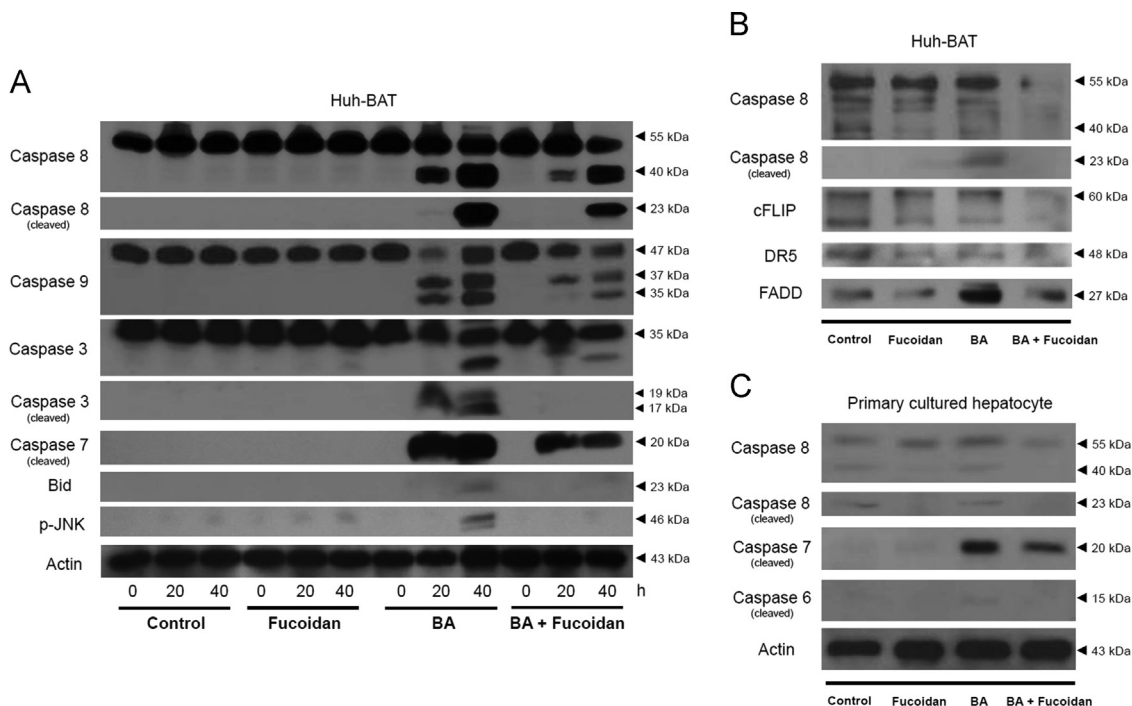 A
Huh-BAT
Caspase 8
55 kDa
40 kDa
Caspase 8
(cleaved)
23 kDa
Caspase 9
47 kDa
37 kDa
35 kDa
Caspase 3
35 kDa
Caspase 3
(cleaved)
19 kDa
17 kDa
Caspase 7
(cleaved)
20 kDa
Bid
23 kDa
p-JNK
46 kDa
Actin
43 kDa
0 20 40 0 20 40 0 20 40 0 20 40 h
Control Fucoidan BA BA + Fucoidan
B
Huh-BAT
Caspase 8
55 kDa
40 kDa
Caspase 8
(cleaved)
23 kDa
cFLIP
60 kDa
DR5
48 kDa
FADD
27 kDa
Control Fucoidan BA BA + Fucoidan
C
Primary cultured hepatocyte
Caspase 8
55 kDa
40 kDa
Caspase 8
(cleaved)
23 kDa
Caspase 7
(cleaved)
20 kDa
Caspase 6
(cleaved)
15 kDa
Actin
43 kDa
Control Fucoidan BA BA + Fucoidan